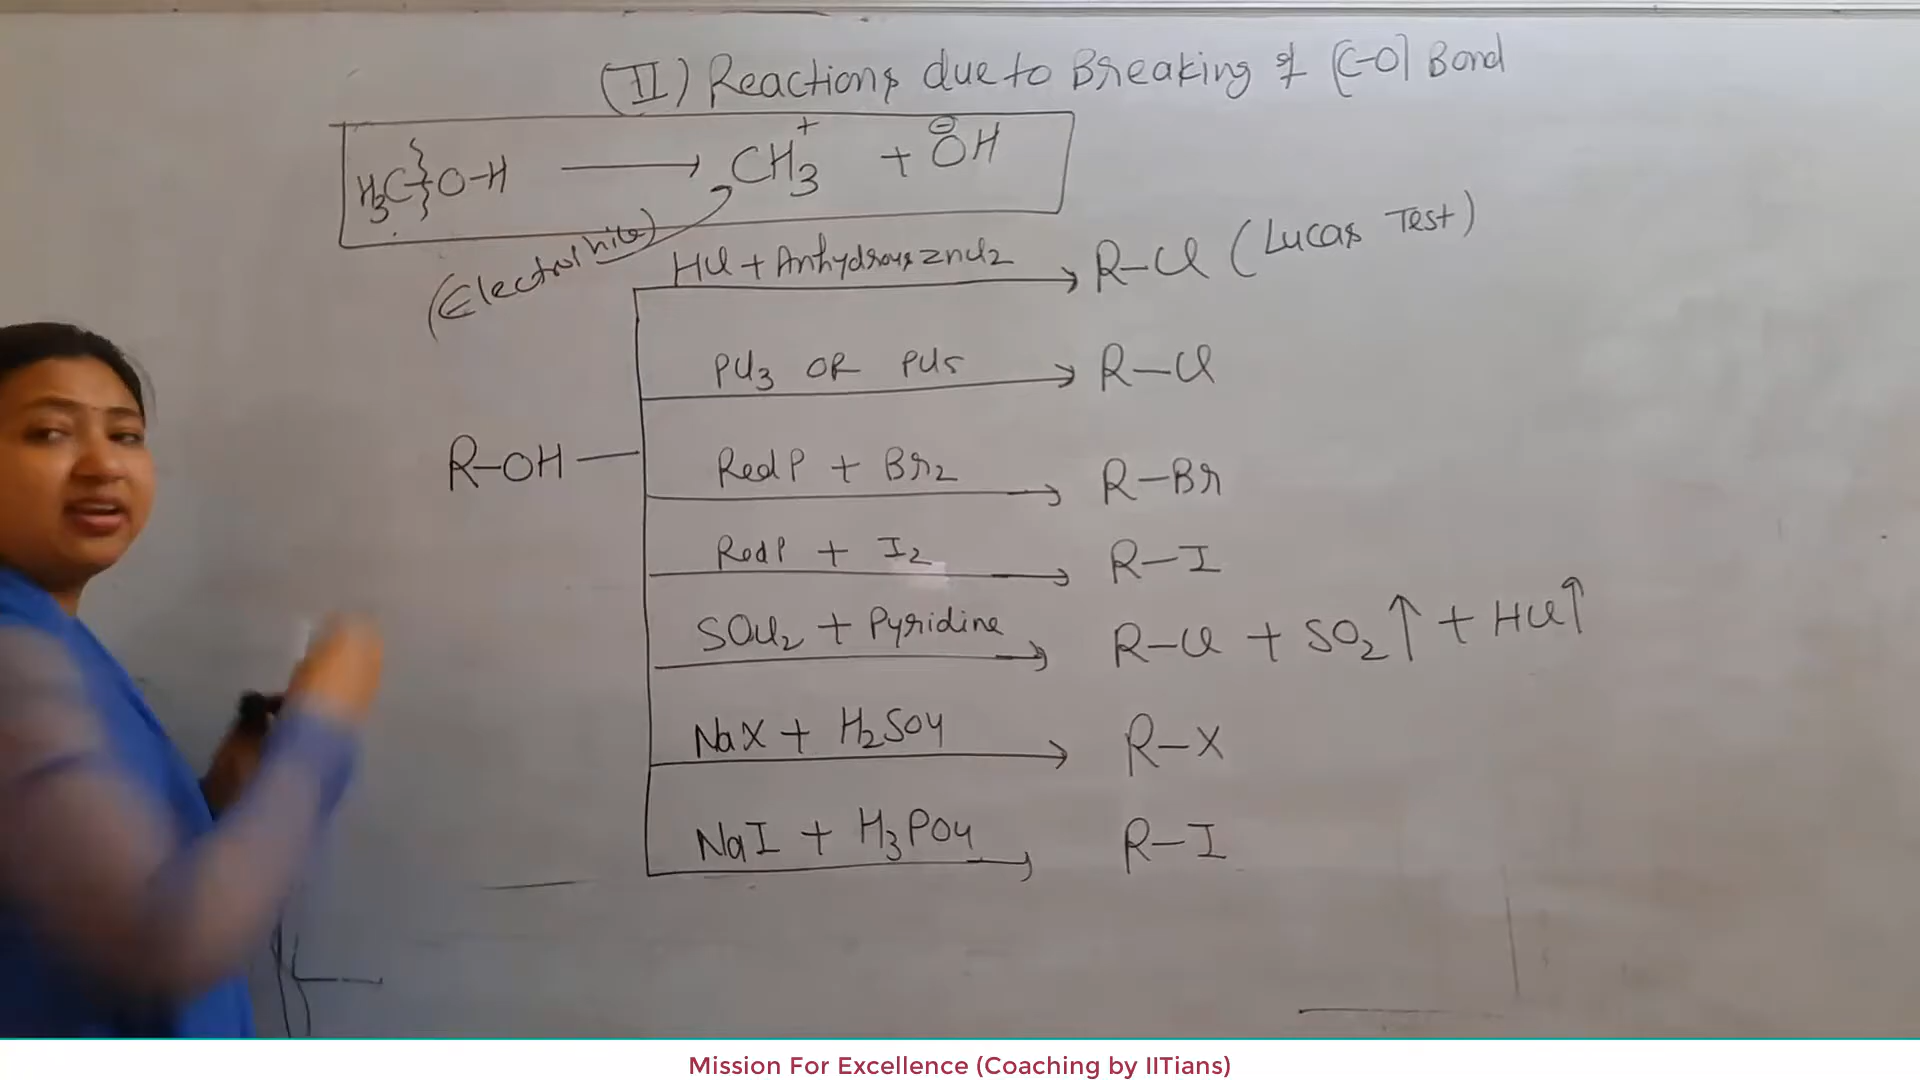 (II) Reactions due to Breaking of [C-O] Bond
H₃C-O-H → CH₃⁺ + ⊖OH
(Electrophile)
HCl + Anhydrous ZnCl₂ → R-Cl (Lucas Test)
PCl₃ OR PCl₅ → R-Cl
R-OH
Red P + Br₂ → R-Br
Red P + I₂ → R-I
SOCl₂ + Pyridine → R-Cl + SO₂↑ + HCl↑
NaX + H₂SO₄ → R-X
NaI + H₃PO₄ → R-I
Mission For Excellence (Coaching by IITians)